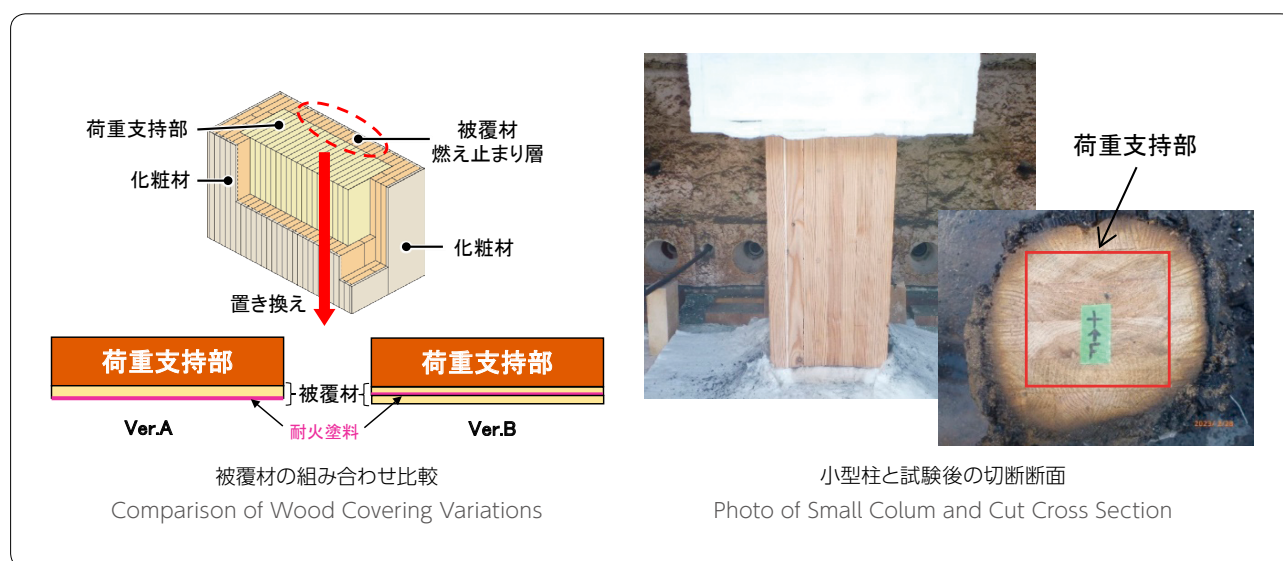 荷重支持部
化粧材
被覆材
燃え止まり層
化粧材
置き換え
荷重支持部
荷重支持部
被覆材
耐火塗料
Ver.A
Ver.B
被覆材の組み合わせ比較
Comparison of Wood Covering Variations
荷重支持部
小型柱と試験後の切断断面
Photo of Small Colum and Cut Cross Section